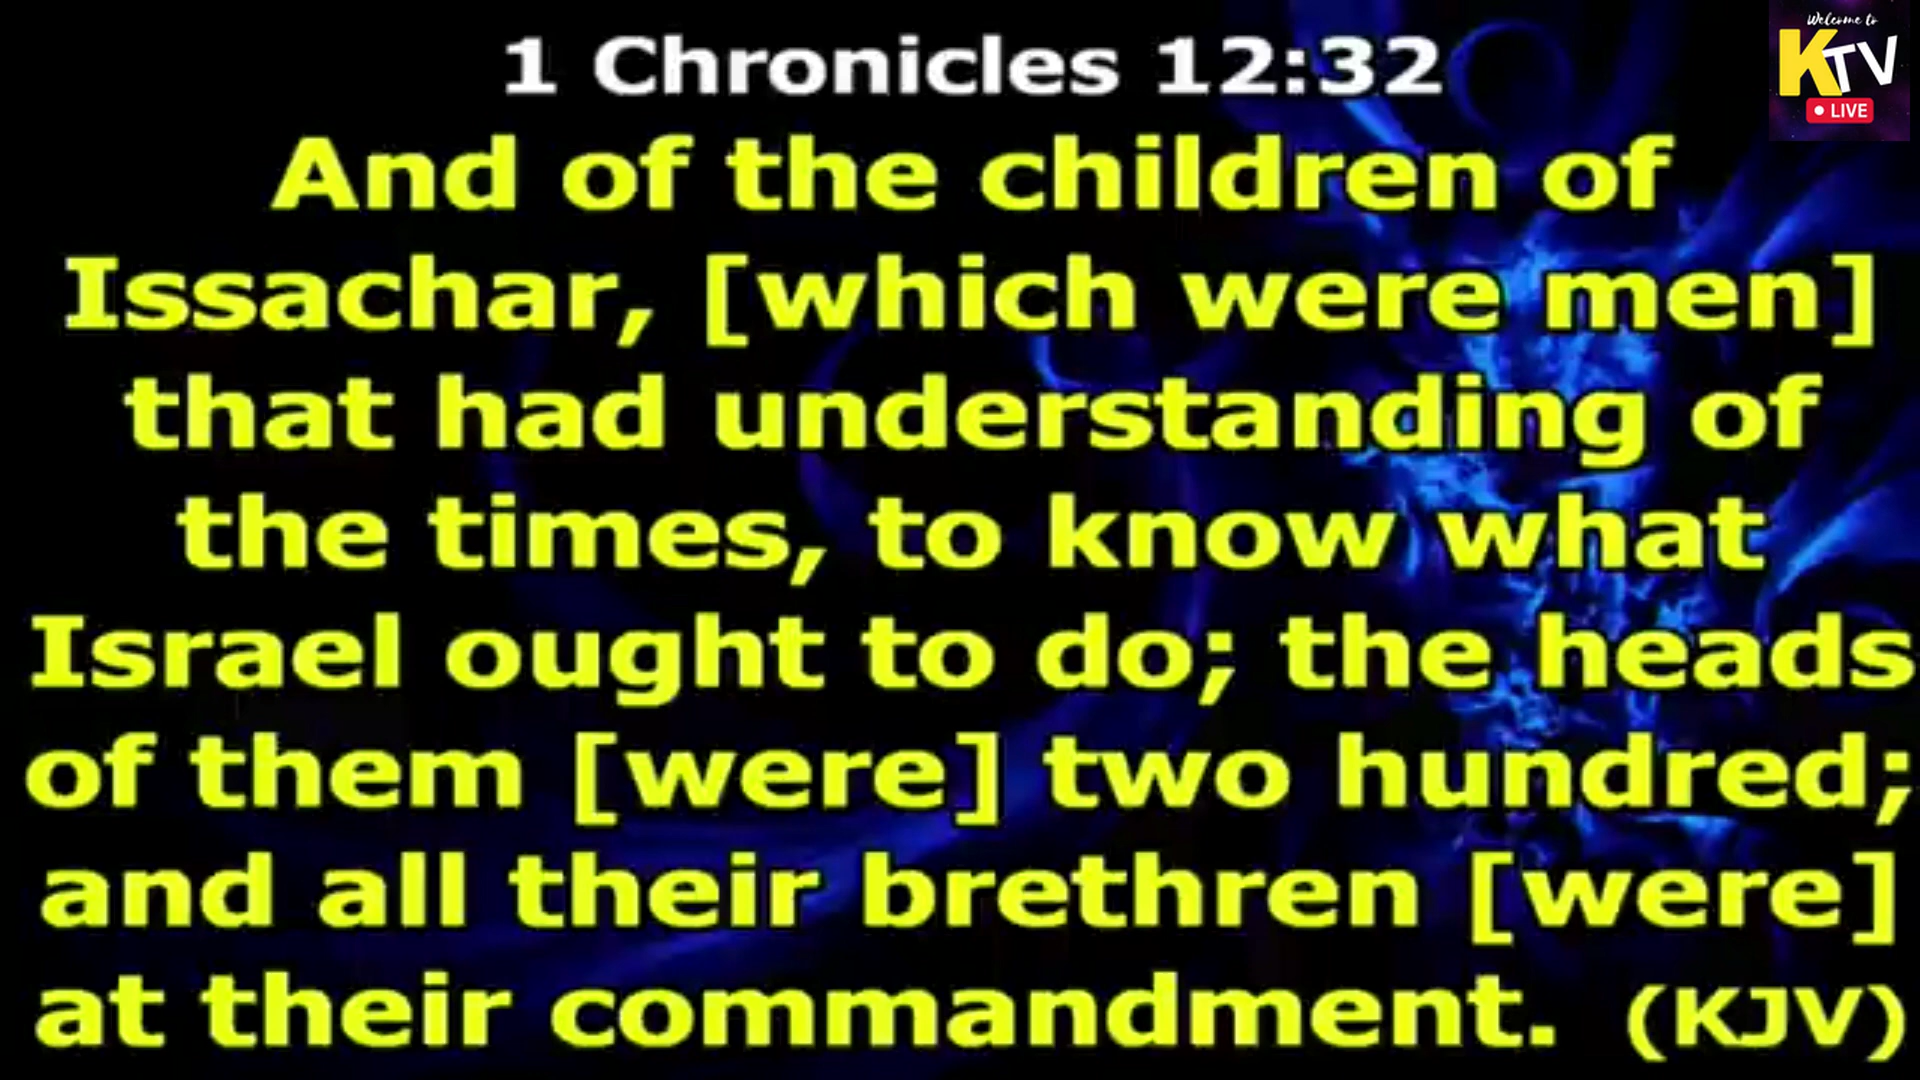 Welcome to
KTV
LIVE
1 Chronicles 12:32
And of the children of
Issachar, [which were men]
that had understanding of
the times, to know what
Israel ought to do; the heads
of them [were] two hundred;
and all their brethren [were]
at their commandment. (KJV)